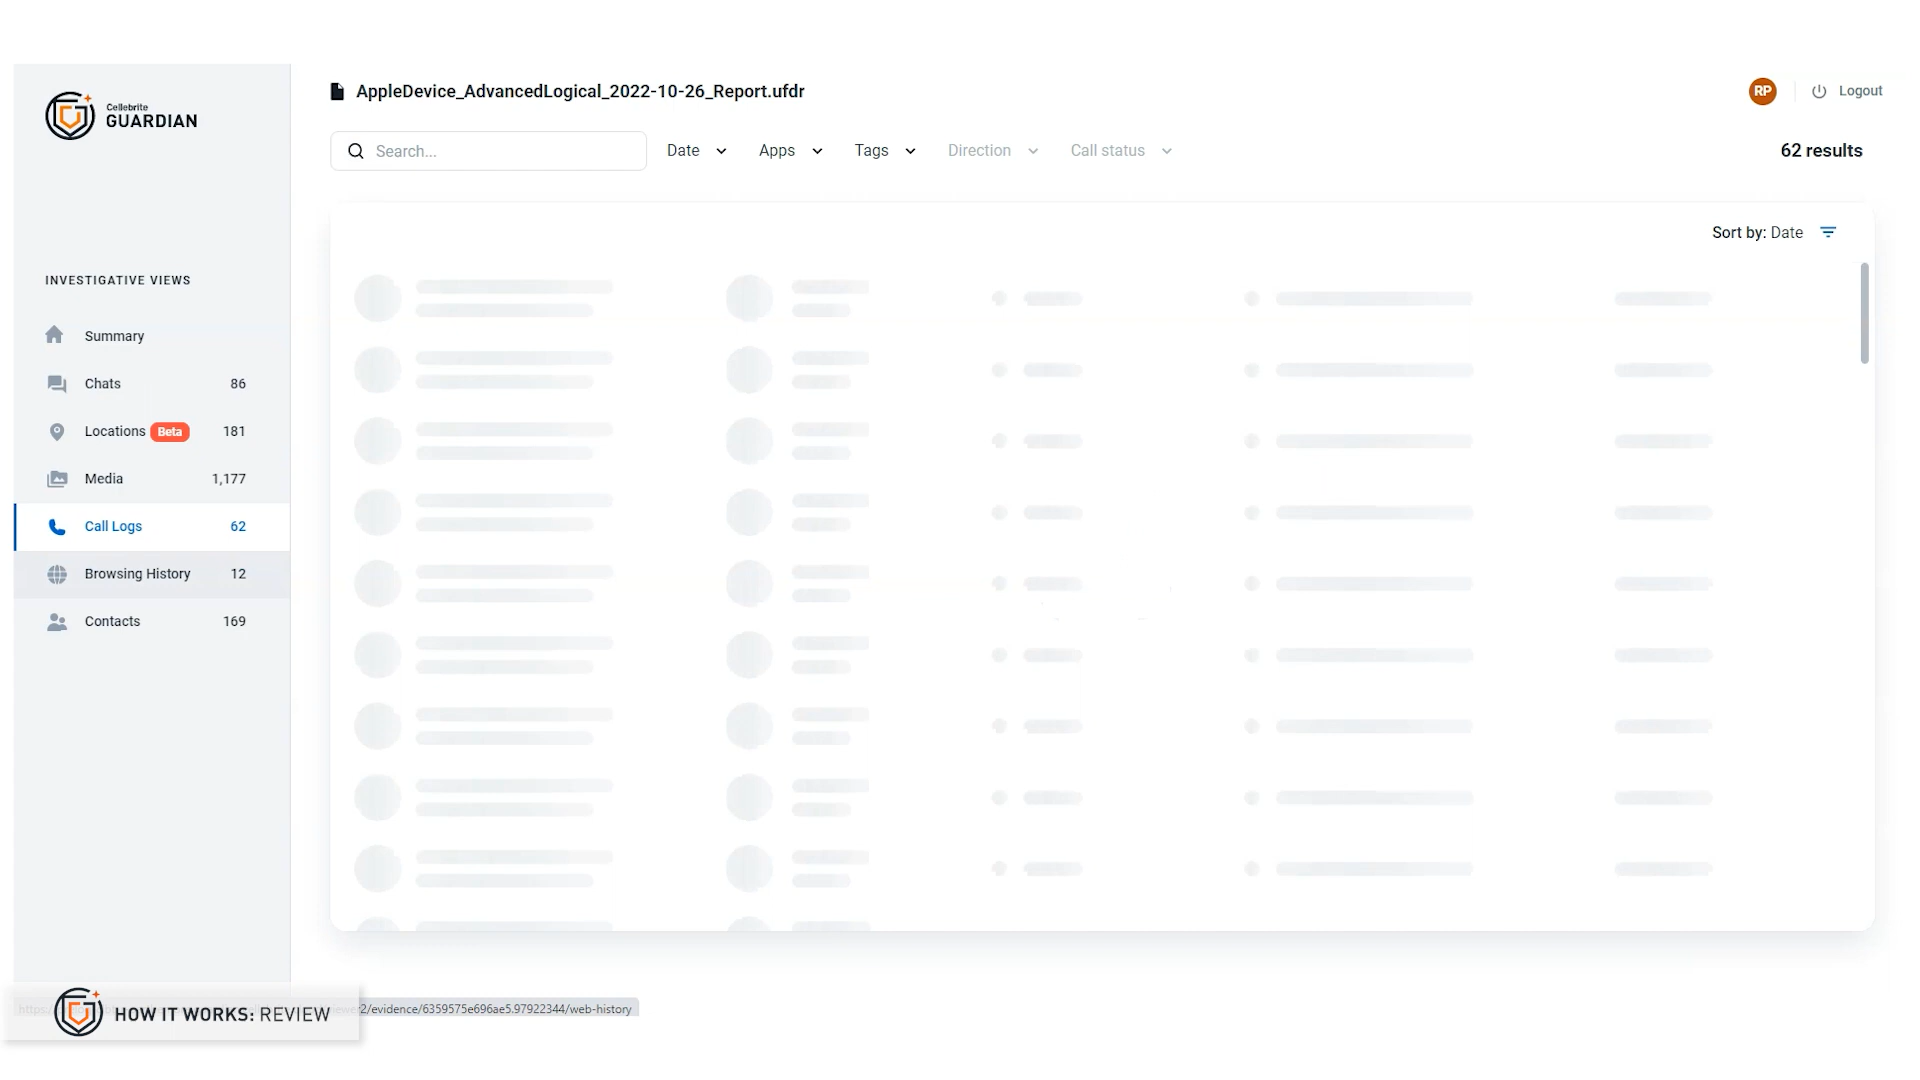 Cellebrite
GUARDIAN
AppleDevice_AdvancedLogical_2022-10-26_Report.ufdr
RP
Logout
Search...
Date
Apps
Tags
Direction
Call status
62 results
Sort by: Date
INVESTIGATIVE VIEWS
Summary
Chats 86
Locations Beta 181
Media 1,177
Call Logs 62
Browsing History 12
Contacts 169
HOW IT WORKS: REVIEW
2/evidence/6359575e696ae5.97922344/web-history